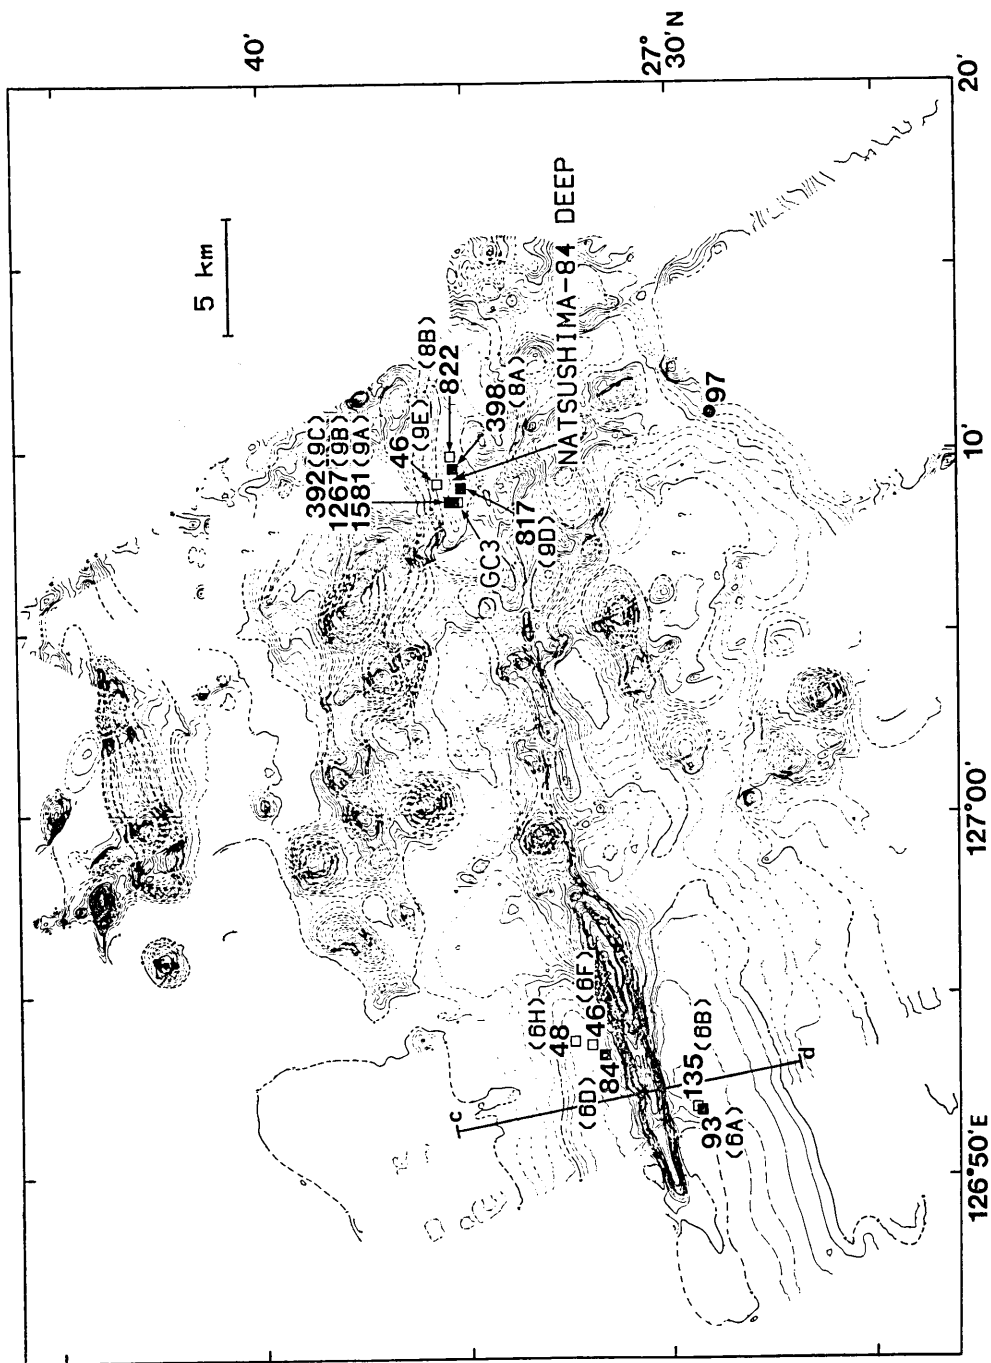 40'
27°
30'N
20'
10'
127°00'
126°50'E
5 km
NATSUSHIMA-84 DEEP
392(9C)
1267(9B)
1581(9A)
46
(9E)
(8B)
822
398
(8A)
817
(9D)
GC3
97
(6H)
48
46(6F)
(6D)
84
135
(6B)
93
(6A)
c
d
?
?